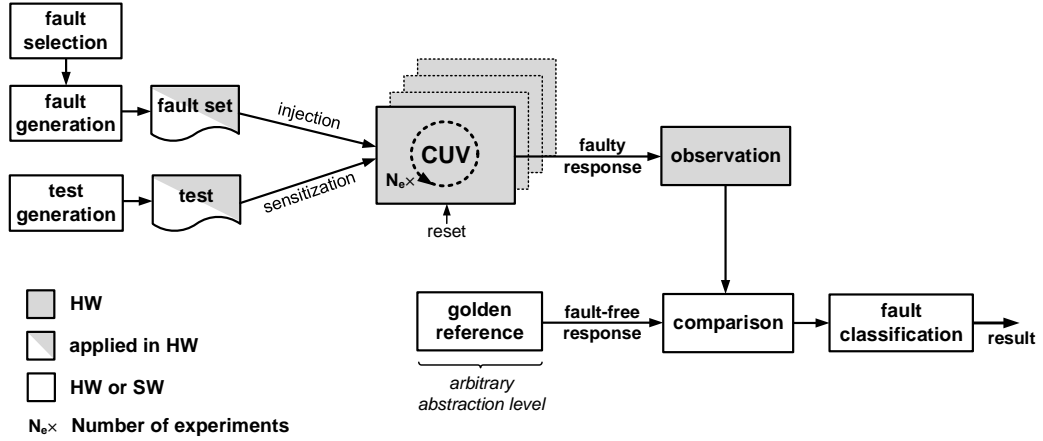 fault
selection
fault
generation
fault set
injection
test
generation
test
sensitization
CUV
Nₑ×
reset
faulty
response
observation
golden
reference
fault-free
response
comparison
fault
classification
result
arbitrary
abstraction level
HW
applied in HW
HW or SW
Nₑ× Number of experiments